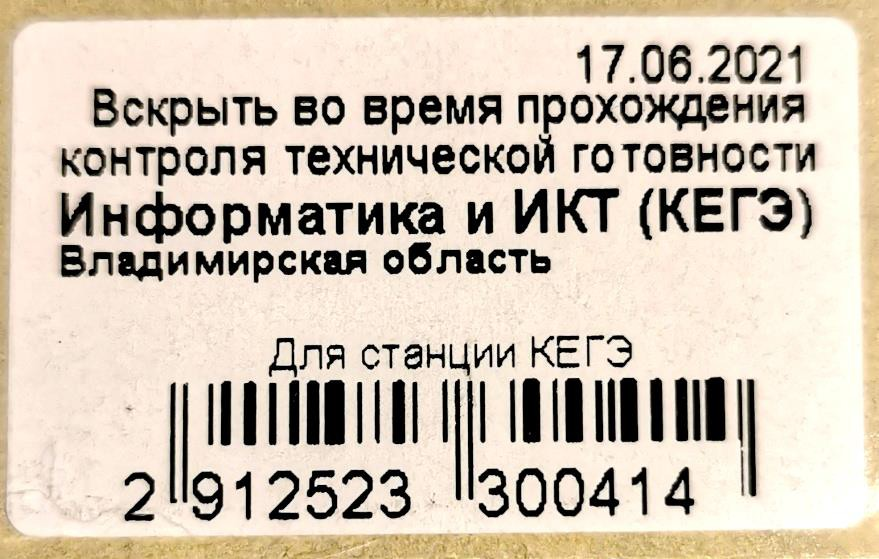 17.06.2021
Вскрыть во время прохождения
контроля технической готовности
Информатика и ИКТ (КЕГЭ)
Владимирская область
Для станции КЕГЭ
2 912523 300414